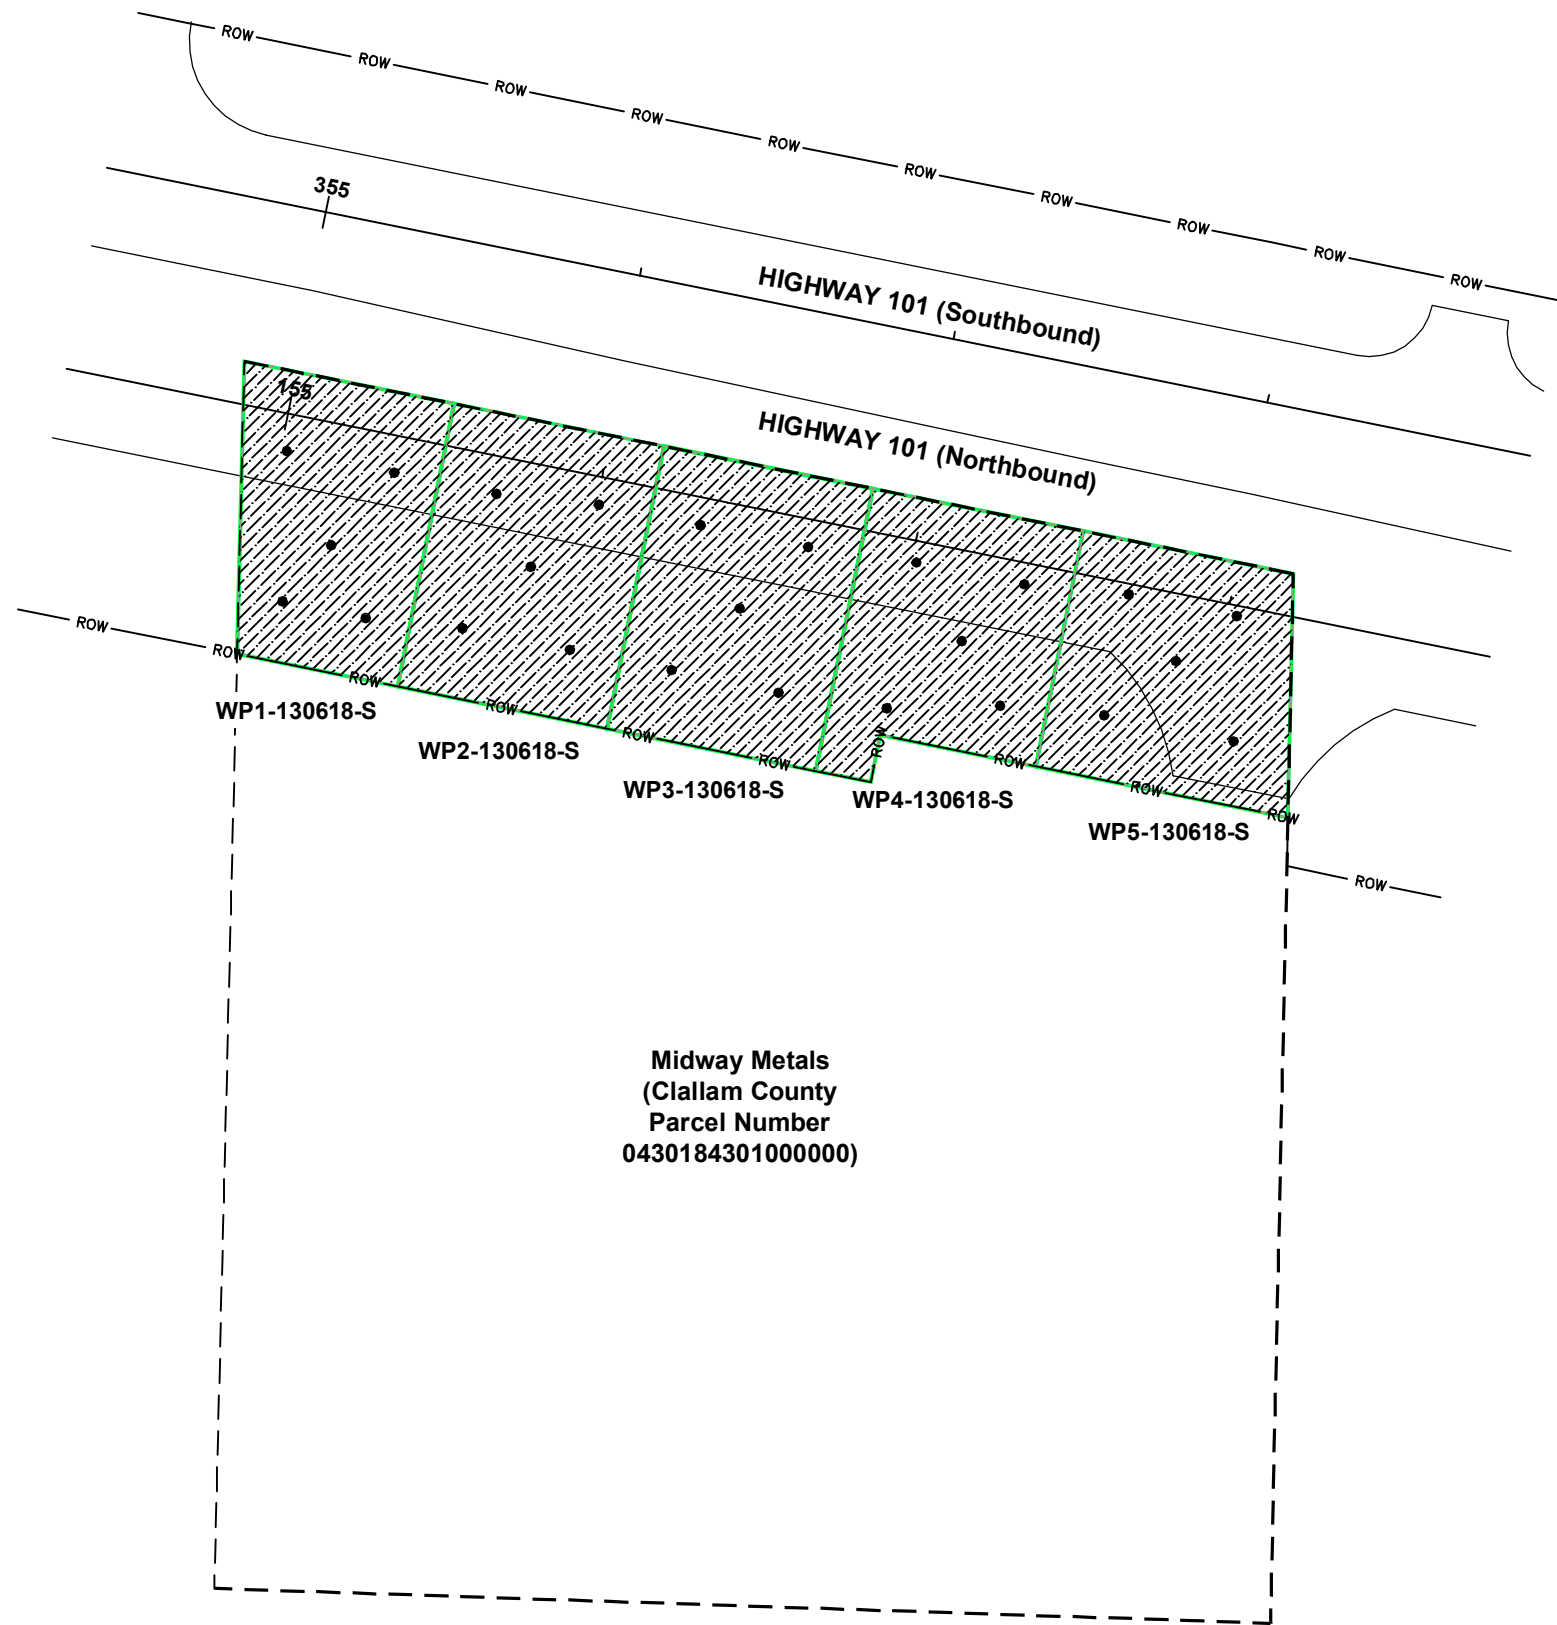 ROW
ROW
ROW
ROW
ROW
ROW
ROW
ROW
ROW
ROW
355
HIGHWAY 101 (Southbound)
155
HIGHWAY 101 (Northbound)
ROW
ROW
ROW
ROW
ROW
ROW
ROW
ROW
ROW
ROW
ROW
WP1-130618-S
WP2-130618-S
WP3-130618-S
WP4-130618-S
WP5-130618-S
Midway Metals
(Clallam County
Parcel Number
0430184301000000)